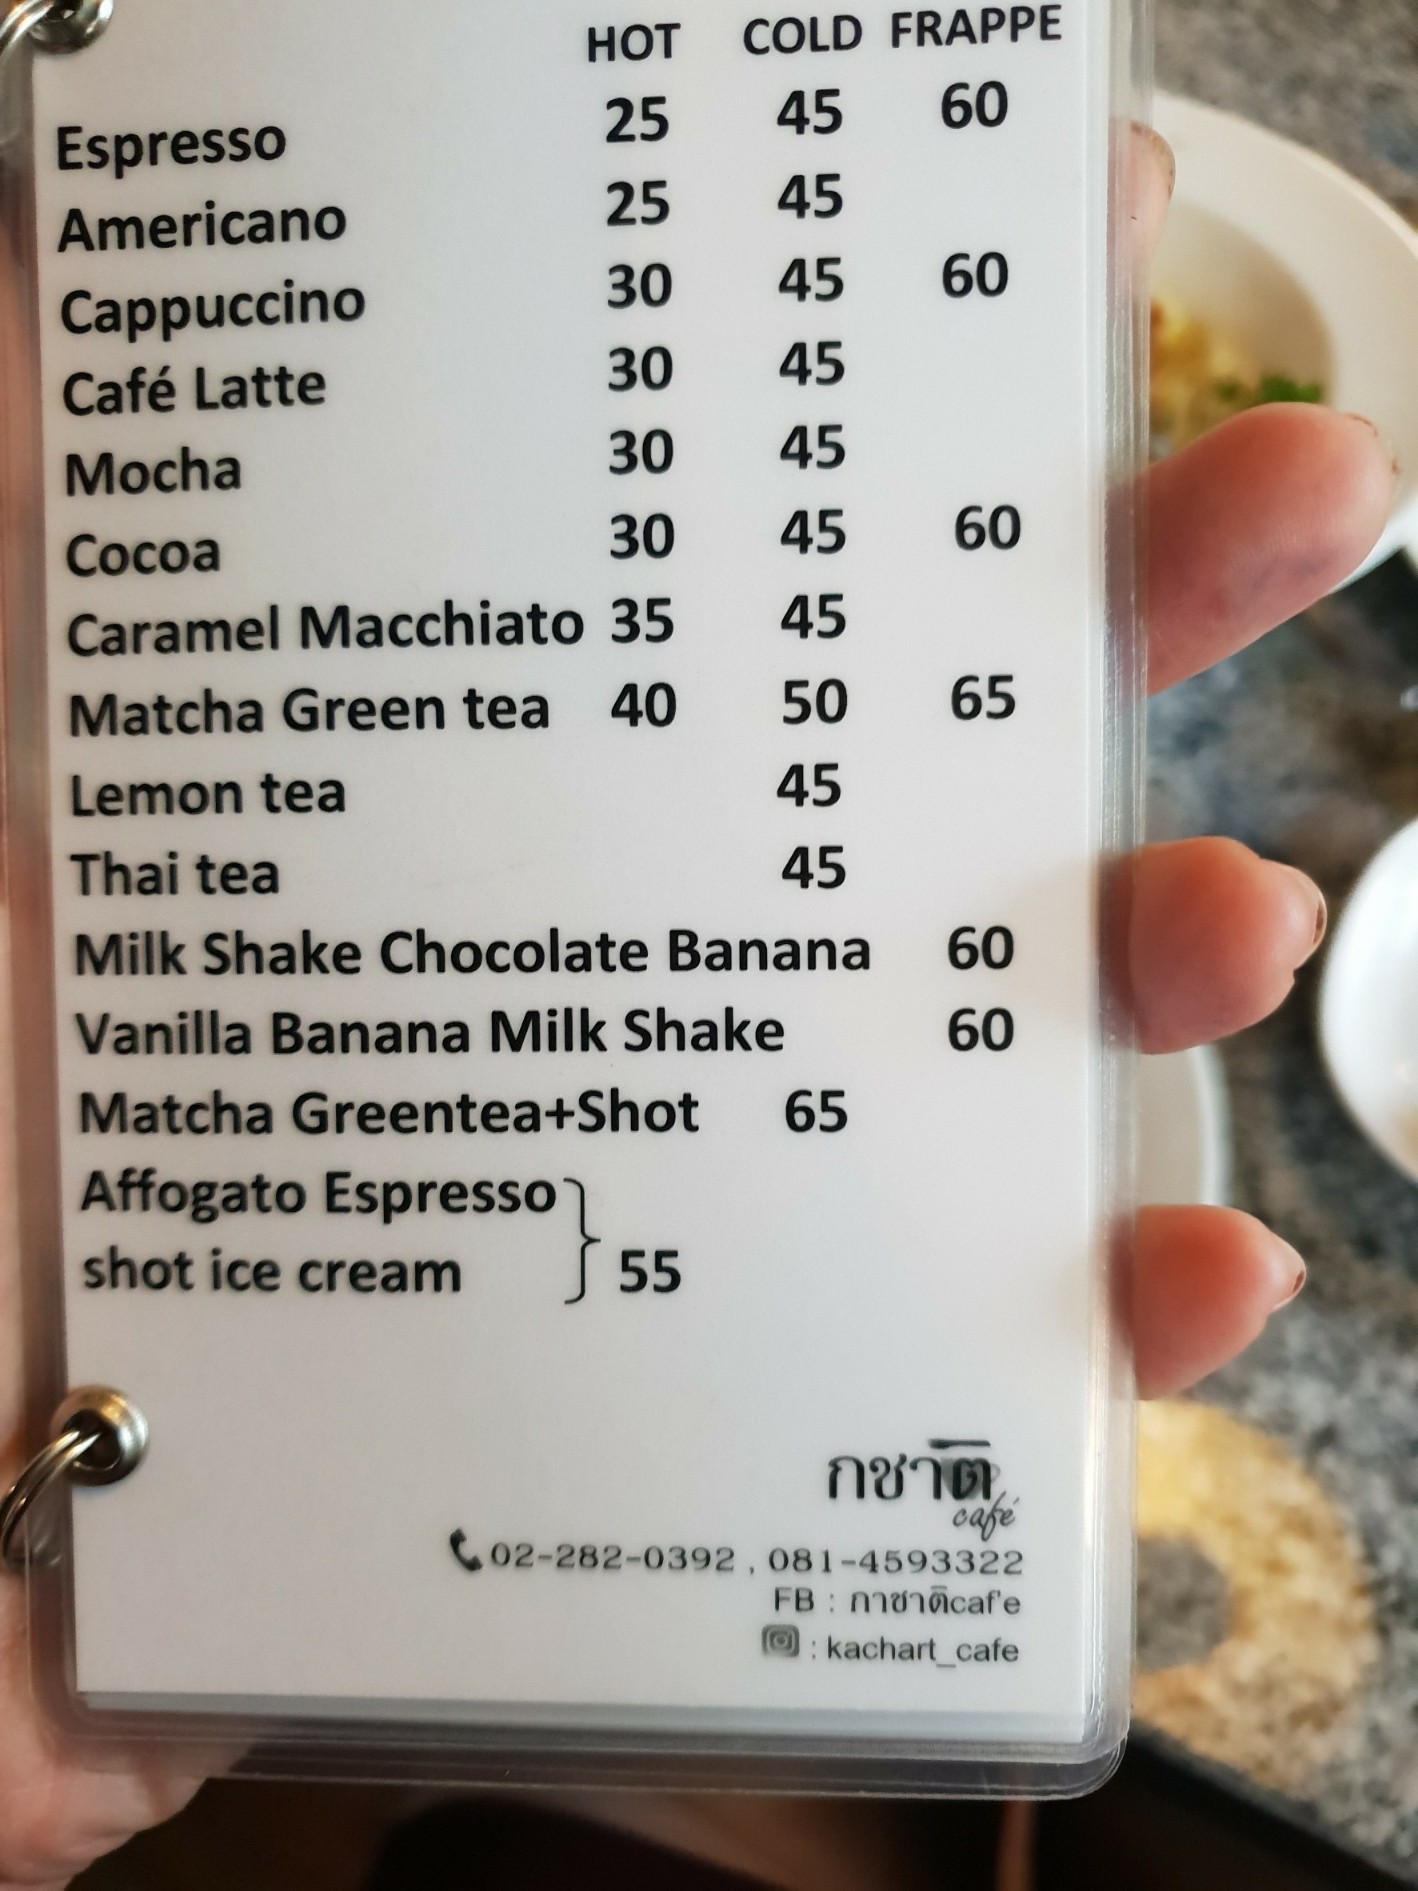 HOT COLD FRAPPE
Espresso 25 45 60
Americano 25 45
Cappuccino 30 45 60
Café Latte 30 45
Mocha 30 45
Cocoa 30 45 60
Caramel Macchiato 35 45
Matcha Green tea 40 50 65
Lemon tea 45
Thai tea 45
Milk Shake Chocolate Banana 60
Vanilla Banana Milk Shake 60
Matcha Greentea+Shot 65
Affogato Espresso
shot ice cream 55
กชาติ
café
02-282-0392 , 081-4593322
FB : กาชาติcaf'e
: kachart_cafe